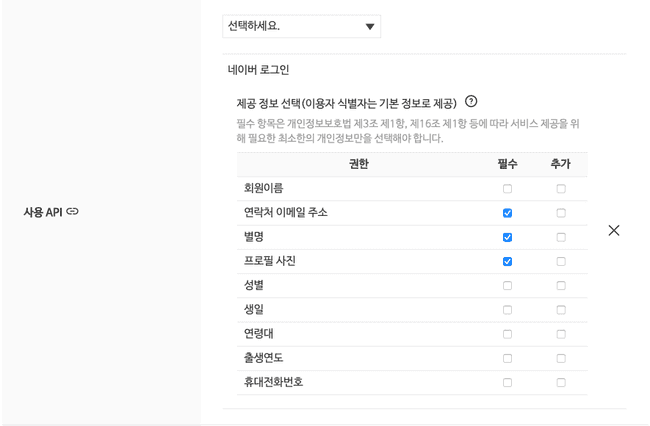 선택하세요.
네이버 로그인
제공 정보 선택(이용자 식별자는 기본 정보로 제공)
필수 항목은 개인정보보호법 제3조 제1항, 제16조 제1항 등에 따라 서비스 제공을 위
해 필요한 최소한의 개인정보만을 선택해야 합니다.
권한 필수 추가
회원이름
연락처 이메일 주소
별명
사용 API
프로필 사진
성별
생일
연령대
출생연도
휴대전화번호